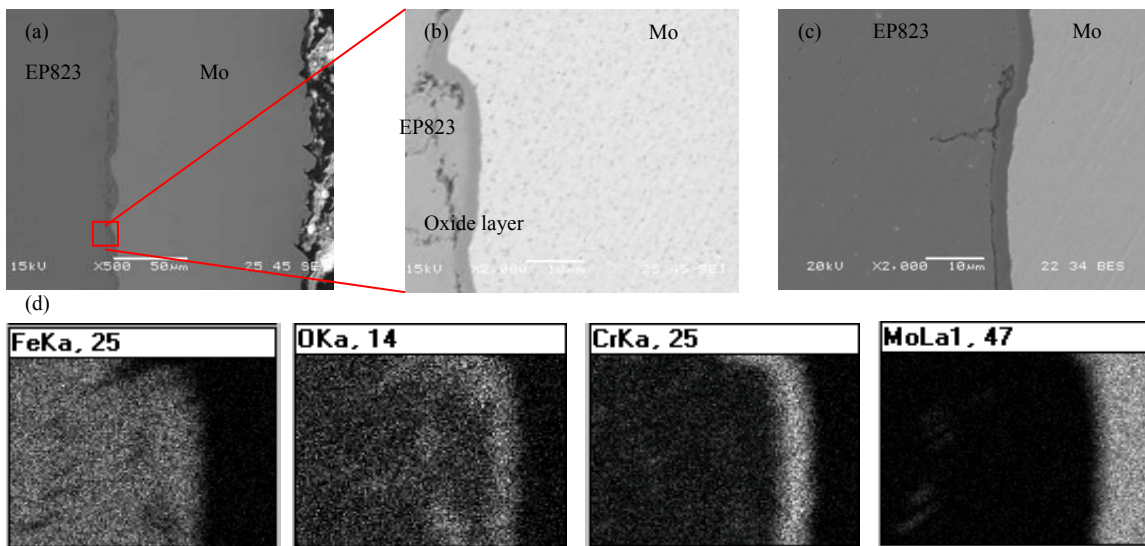 (a)
EP823
Mo
15kV X500 50μm 25 45 SEI
(b)
Mo
EP823
Oxide layer
15kV X2,000 10μm 25 45 SEI
(c)
EP823
Mo
20kV X2,000 10μm 22 34 BES
(d)
FeKa, 25
OKa, 14
CrKa, 25
MoLa1, 47